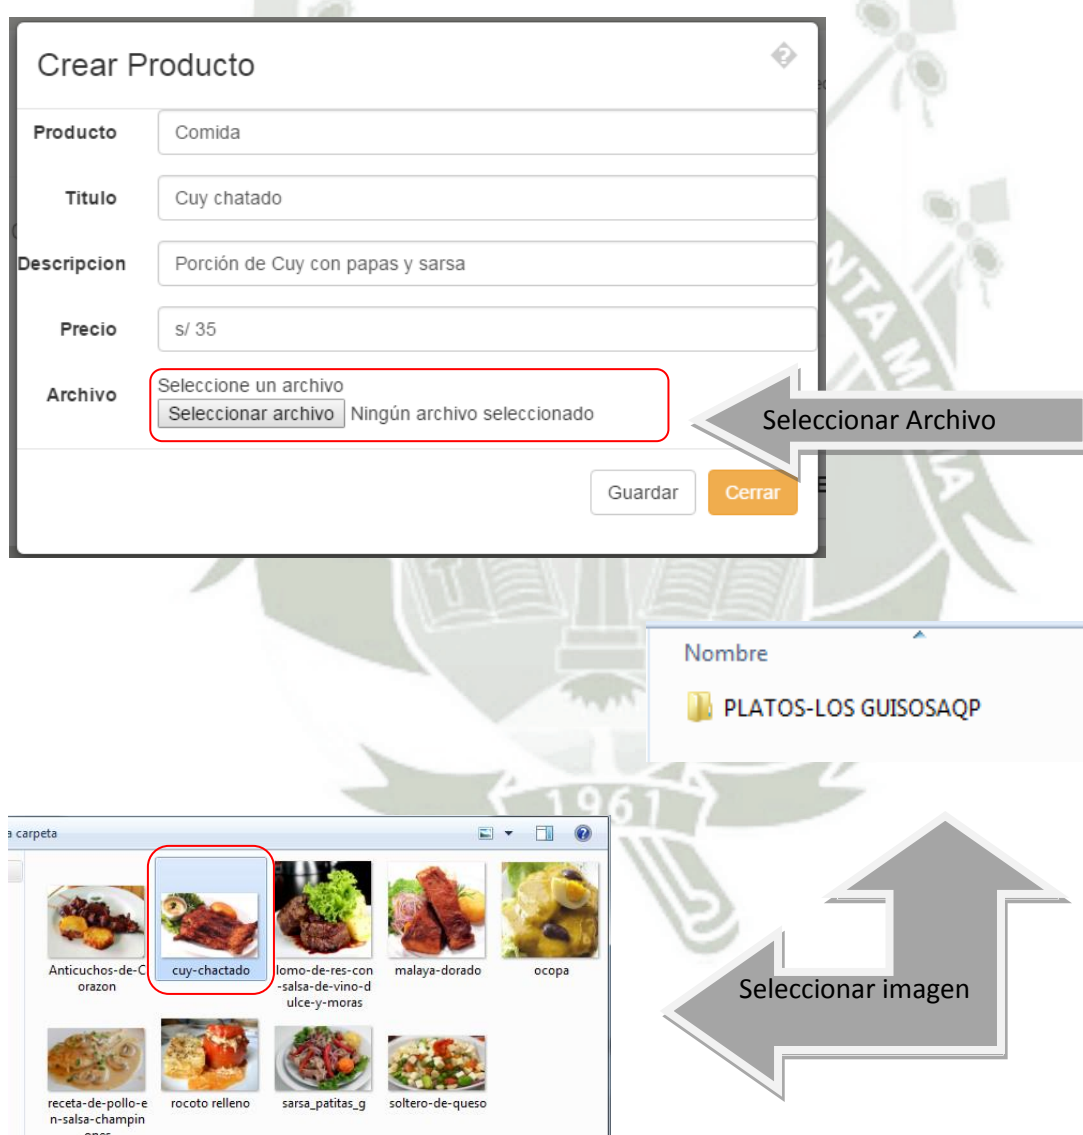 Crear Producto
Producto
Comida
Titulo
Cuy chatado
Descripcion
Porción de Cuy con papas y sarsa
Precio
s/ 35
Archivo
Seleccione un archivo
Seleccionar archivo Ningún archivo seleccionado
Seleccionar Archivo
Guardar
Cerrar
Nombre
PLATOS-LOS GUISOSAQP
1961
a carpeta
Anticuchos-de-C
orazon
cuy-chactado
lomo-de-res-con
-salsa-de-vino-d
ulce-y-moras
malaya-dorado
ocopa
Seleccionar imagen
receta-de-pollo-e
n-salsa-champin
rocoto relleno
sarsa_patitas_g
soltero-de-queso